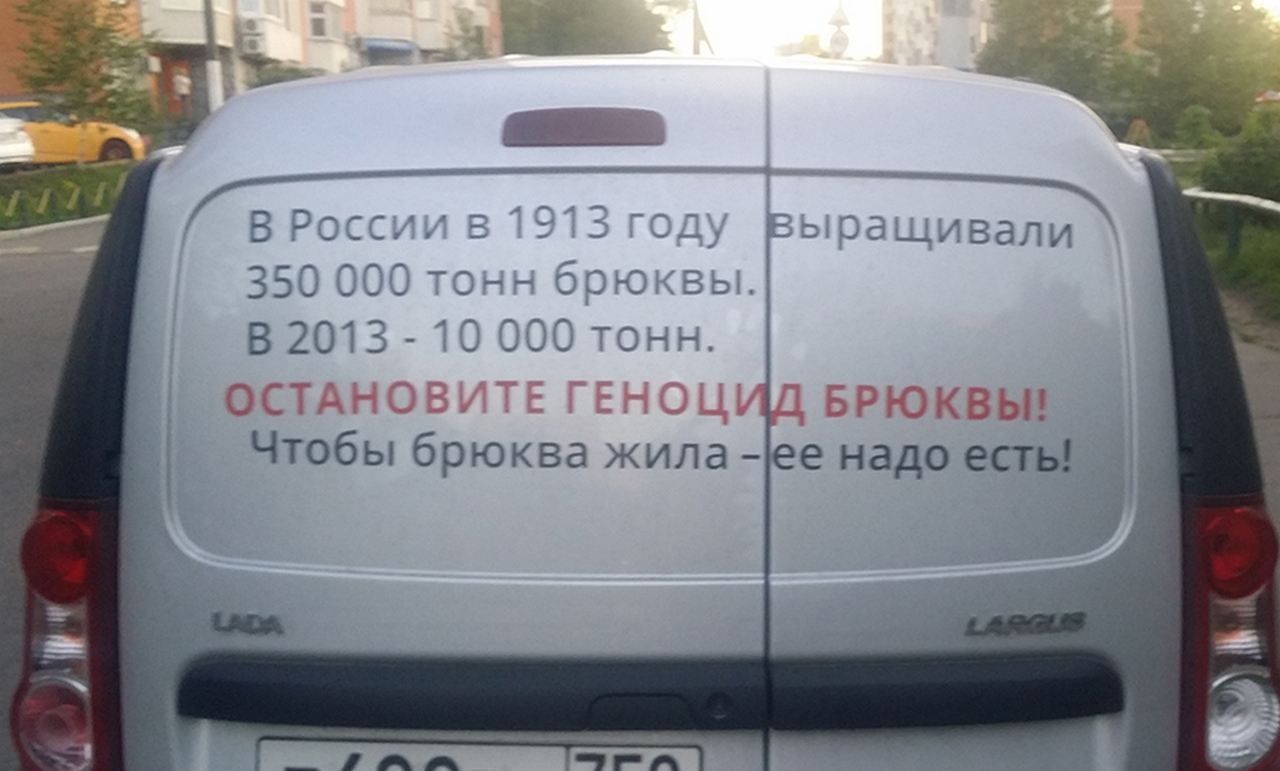 В России в 1913 году выращивали
350 000 тонн брюквы.
В 2013 - 10 000 тонн.
ОСТАНОВИТЕ ГЕНОЦИД БРЮКВЫ!
Чтобы брюква жила – ее надо есть!
LADA LARGUS